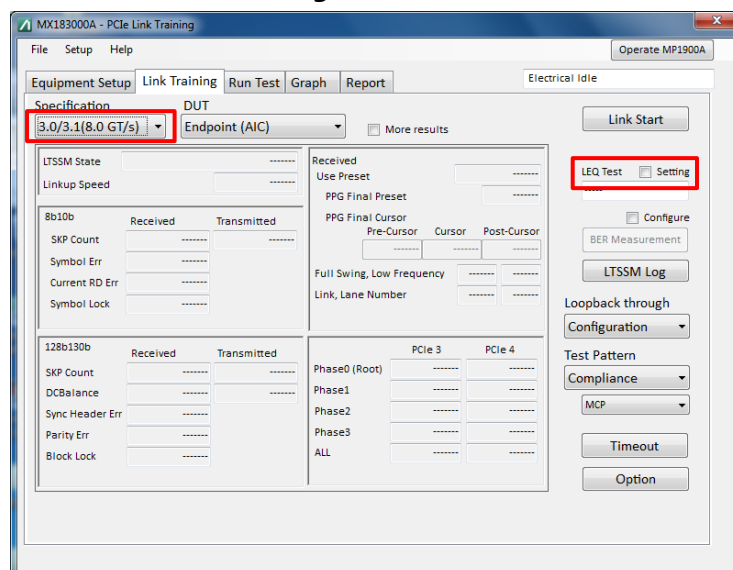 MX183000A - PCIe Link Training
File Setup Help
Operate MP1900A
Equipment Setup Link Training Run Test Graph Report
Electrical Idle
Specification DUT
3.0/3.1(8.0 GT/s) Endpoint (AIC) More results
Link Start
LTSSM State -------
Linkup Speed -------
8b10b Received Transmitted
SKP Count ------- -------
Symbol Err -------
Current RD Err -------
Symbol Lock -------
128b130b Received Transmitted
SKP Count ------- -------
DCBalance ------- -------
Sync Header Err -------
Parity Err -------
Block Lock -------
Received
Use Preset -------
PPG Final Preset -------
PPG Final Cursor
Pre-Cursor Cursor Post-Cursor
------- ------- -------
Full Swing, Low Frequency ------- -------
Link, Lane Number ------- -------
PCIe 3 PCIe 4
Phase0 (Root) ------- -------
Phase1 ------- -------
Phase2 ------- -------
Phase3 ------- -------
ALL ------- -------
LEQ Test Setting
-----
Configure
BER Measurement
LTSSM Log
Loopback through
Configuration
Test Pattern
Compliance
MCP
Timeout
Option